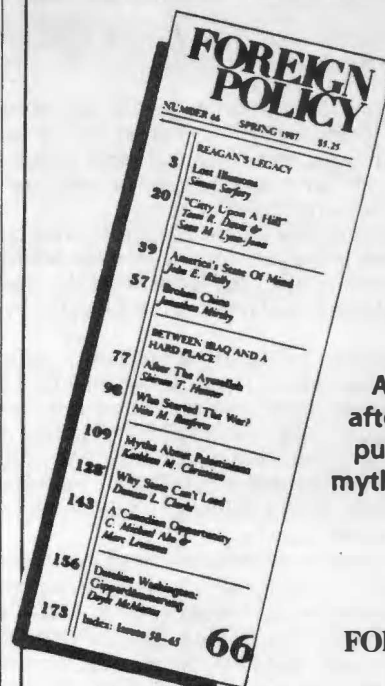 FOREIGN
POLICY
NUMBER 66 SPRING 1987 $5.25
REAGAN'S LEGACY
3 Lost Illusions
Simon Serfaty
20 "Citty Upon A Hill"
Tami R. Davis &
Sean M. Lynn-Jones
39 America's State Of Mind
John E. Rielly
57 Broken China
Jonathan Mirsky
BETWEEN IRAQ AND A
HARD PLACE
77 After The Ayatollah
Shireen T. Hunter
98 Who Started The War?
109 Myths About Palestinians
Kathleen M. Christison
128 Why State Can't Lead
Duncan L. Clarke
143 A Canadian Opportunity
C. Michael Aho &
Marc Levinson
156 Dateline Washington:
Gipperdämmerung
Doyle McManus
173 Index: Issues 50–65
66
A
afte
pu
myth
FOI